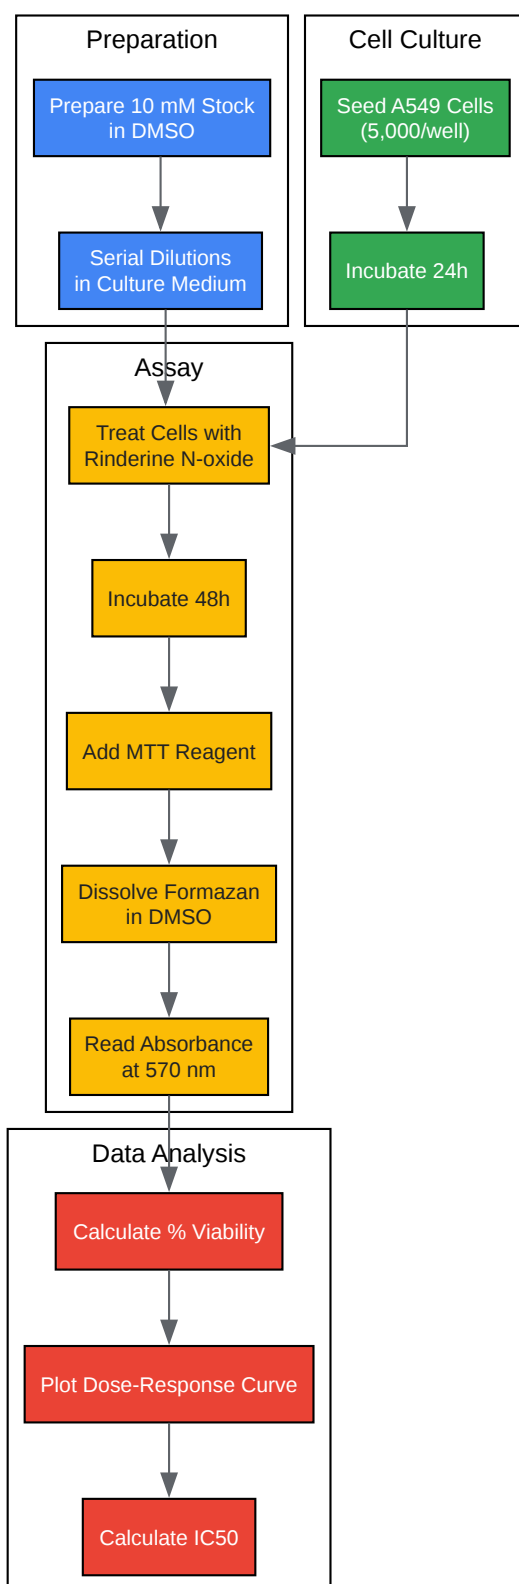 Preparation
Prepare 10 mM Stock
in DMSO
Serial Dilutions
in Culture Medium
Cell Culture
Seed A549 Cells
(5,000/well)
Incubate 24h
Assay
Treat Cells with
Rinderine N-oxide
Incubate 48h
Add MTT Reagent
Dissolve Formazan
in DMSO
Read Absorbance
at 570 nm
Data Analysis
Calculate % Viability
Plot Dose-Response Curve
Calculate IC50